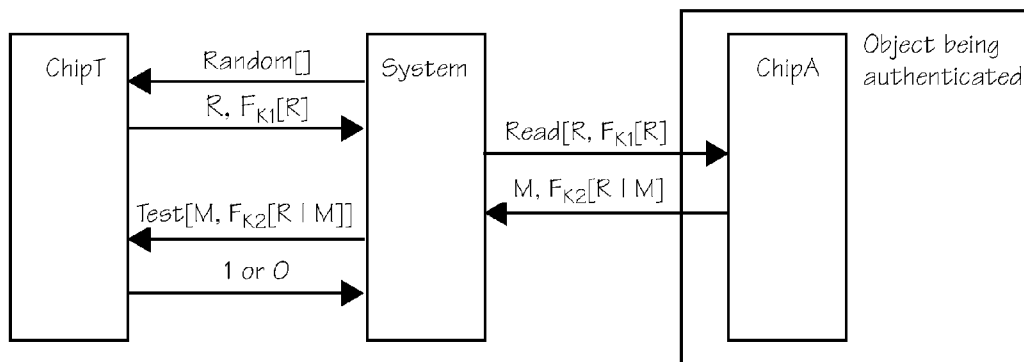 ChipT
System
ChipA
Object being
authenticated
Random[]
R, F_K1[R]
Read[R, F_K1[R]
M, F_K2[R | M]
Test[M, F_K2[R | M]]
1 or 0